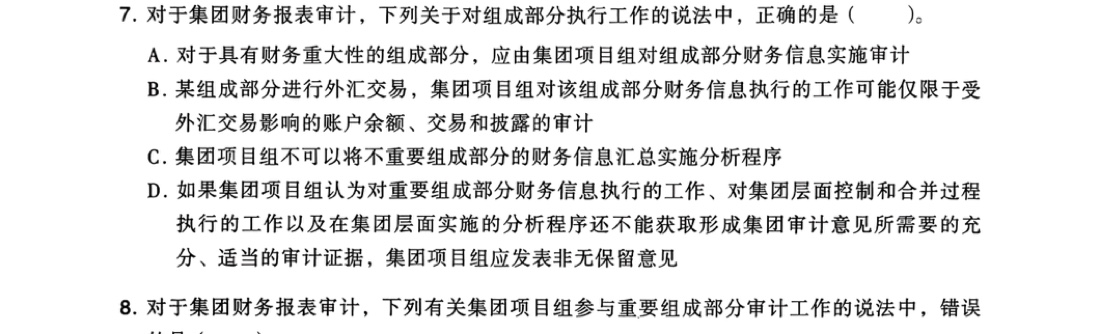 7. 对于集团财务报表审计，下列关于对组成部分执行工作的说法中，正确的是（　　）。
A. 对于具有财务重大性的组成部分，应由集团项目组对组成部分财务信息实施审计
B. 某组成部分进行外汇交易，集团项目组对该组成部分财务信息执行的工作可能仅限于受
外汇交易影响的账户余额、交易和披露的审计
C. 集团项目组不可以将不重要组成部分的财务信息汇总实施分析程序
D. 如果集团项目组认为对重要组成部分财务信息执行的工作、对集团层面控制和合并过程
执行的工作以及在集团层面实施的分析程序还不能获取形成集团审计意见所需要的充
分、适当的审计证据，集团项目组应发表非无保留意见
8. 对于集团财务报表审计，下列有关集团项目组参与重要组成部分审计工作的说法中，错误